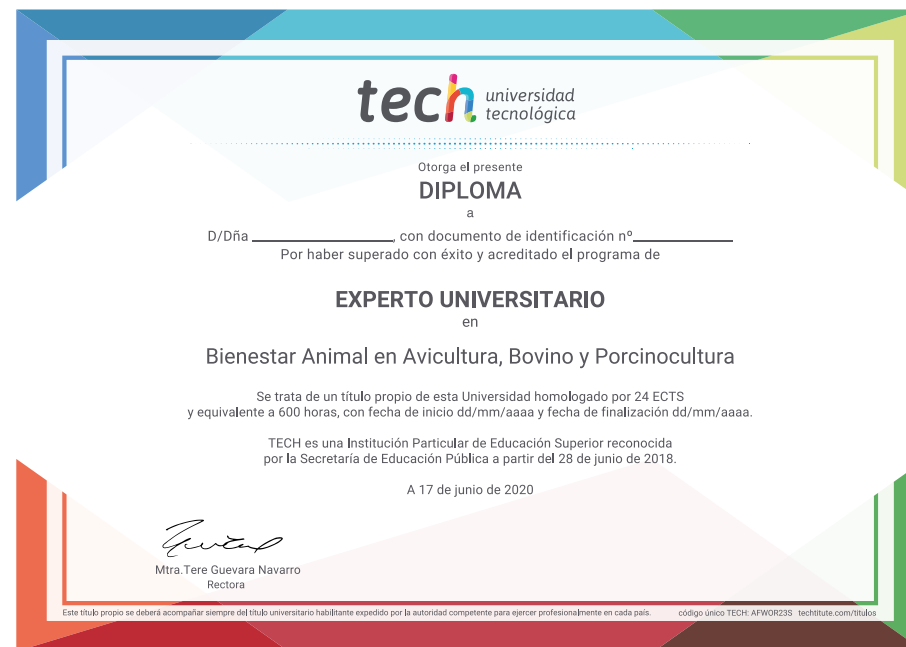 tech universidad
tecnológica
Otorga el presente
DIPLOMA
a
D/Dña ______________, con documento de identificación nº__________
Por haber superado con éxito y acreditado el programa de
EXPERTO UNIVERSITARIO
en
Bienestar Animal en Avicultura, Bovino y Porcinocultura
Se trata de un título propio de esta Universidad homologado por 24 ECTS
y equivalente a 600 horas, con fecha de inicio dd/mm/aaaa y fecha de finalización dd/mm/aaaa.
TECH es una Institución Particular de Educación Superior reconocida
por la Secretaría de Educación Pública a partir del 28 de junio de 2018.
A 17 de junio de 2020
Mtra.Tere Guevara Navarro
Rectora
Este título propio se deberá acompañar siempre del título universitario habilitante expedido por la autoridad competente para ejercer profesionalmente en cada país. código único TECH: AFWOR23S techtitute.com/titulos